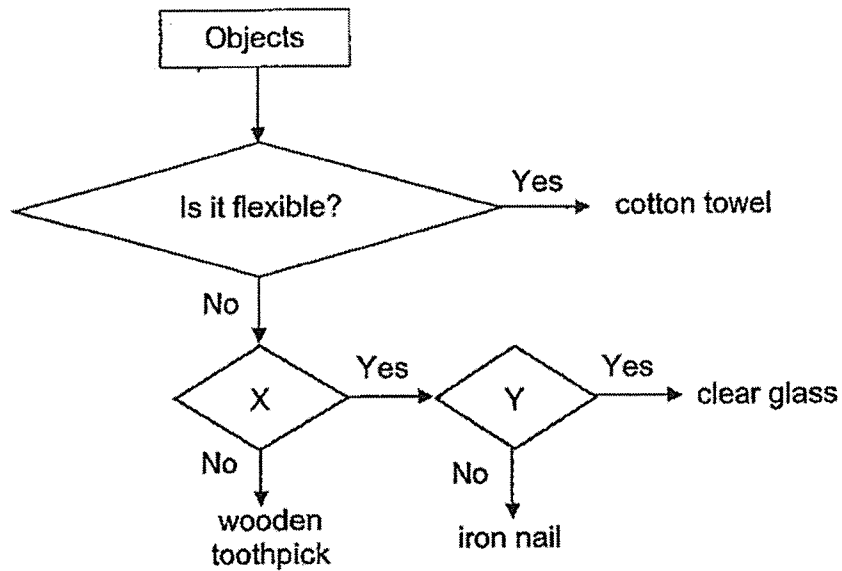 Objects
Is it flexible?
Yes
cotton towel
No
X
Yes
Y
Yes
clear glass
No
wooden
toothpick
No
iron nail